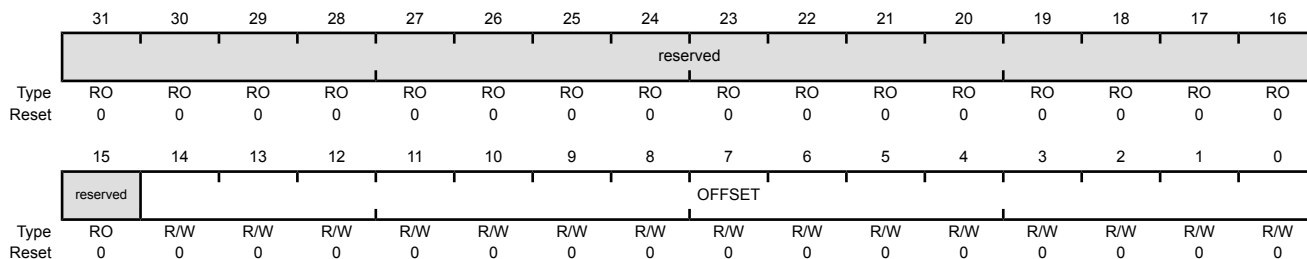 31 30 29 28 27 26 25 24 23 22 21 20 19 18 17 16
reserved
Type RO RO RO RO RO RO RO RO RO RO RO RO RO RO RO RO
Reset 0 0 0 0 0 0 0 0 0 0 0 0 0 0 0 0
15 14 13 12 11 10 9 8 7 6 5 4 3 2 1 0
reserved OFFSET
Type RO R/W R/W R/W R/W R/W R/W R/W R/W R/W R/W R/W R/W R/W R/W R/W
Reset 0 0 0 0 0 0 0 0 0 0 0 0 0 0 0 0